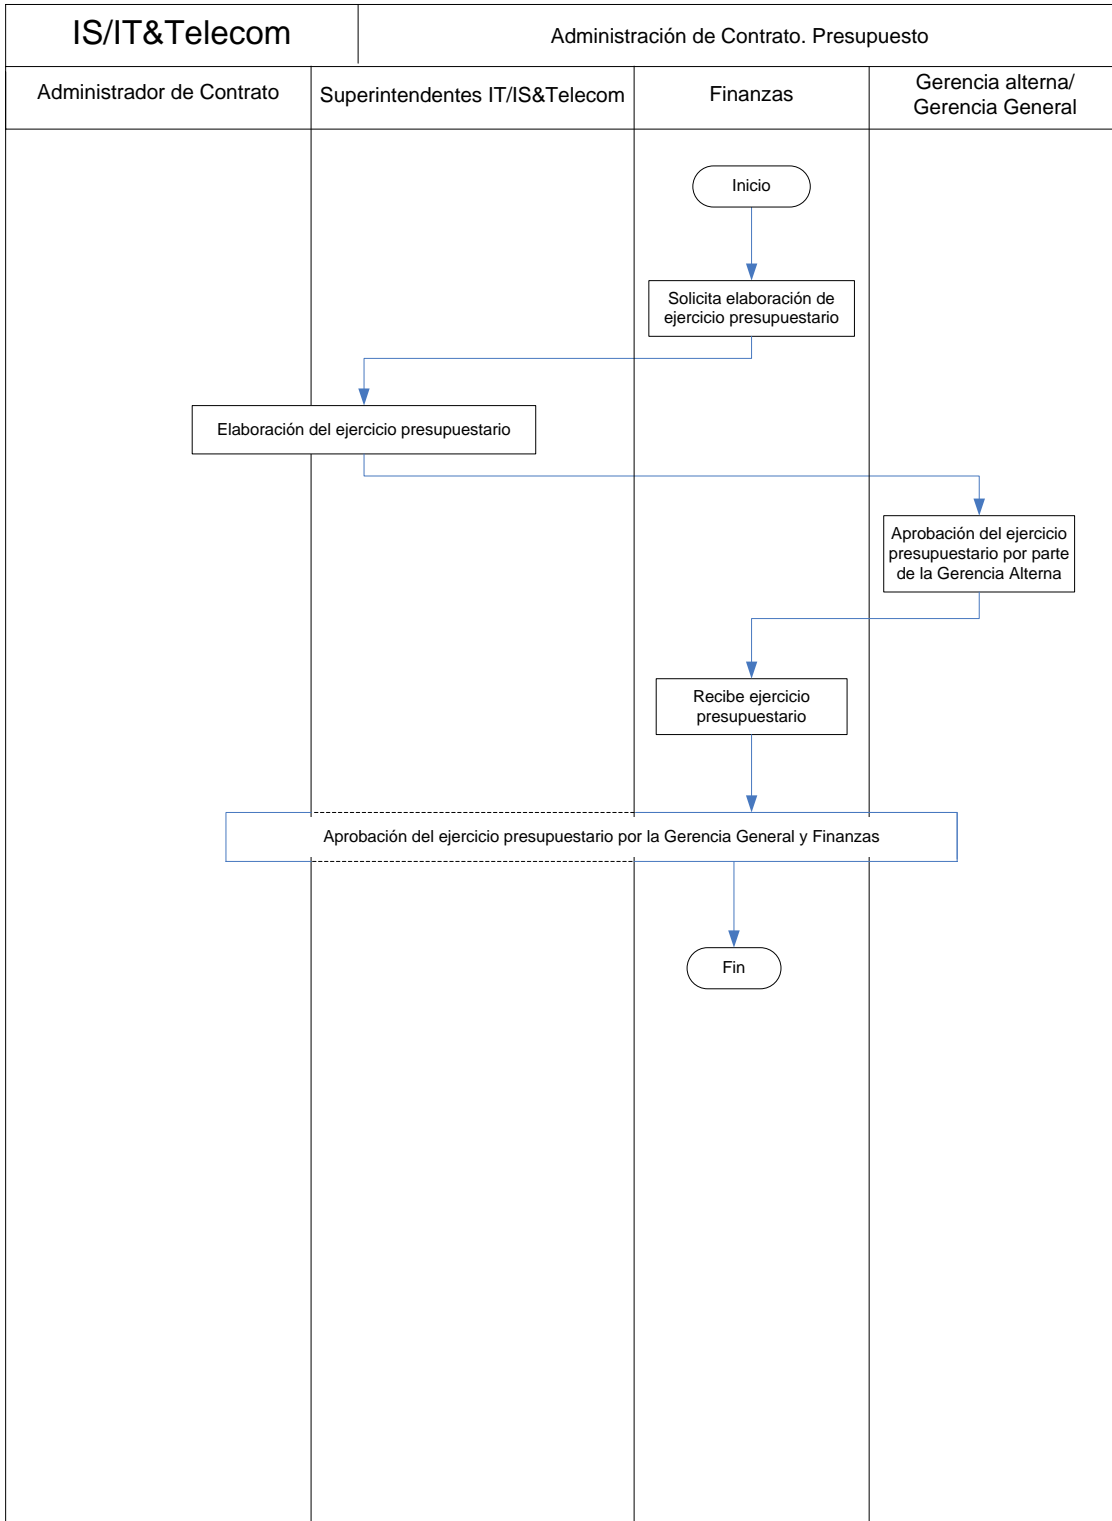 IS/IT&Telecom
Administración de Contrato. Presupuesto
Administrador de Contrato
Superintendentes IT/IS&Telecom
Finanzas
Gerencia alterna/
Gerencia General
Inicio
Solicita elaboración de
ejercicio presupuestario
Elaboración del ejercicio presupuestario
Aprobación del ejercicio
presupuestario por parte
de la Gerencia Alterna
Recibe ejercicio
presupuestario
Aprobación del ejercicio presupuestario por la Gerencia General y Finanzas
Fin